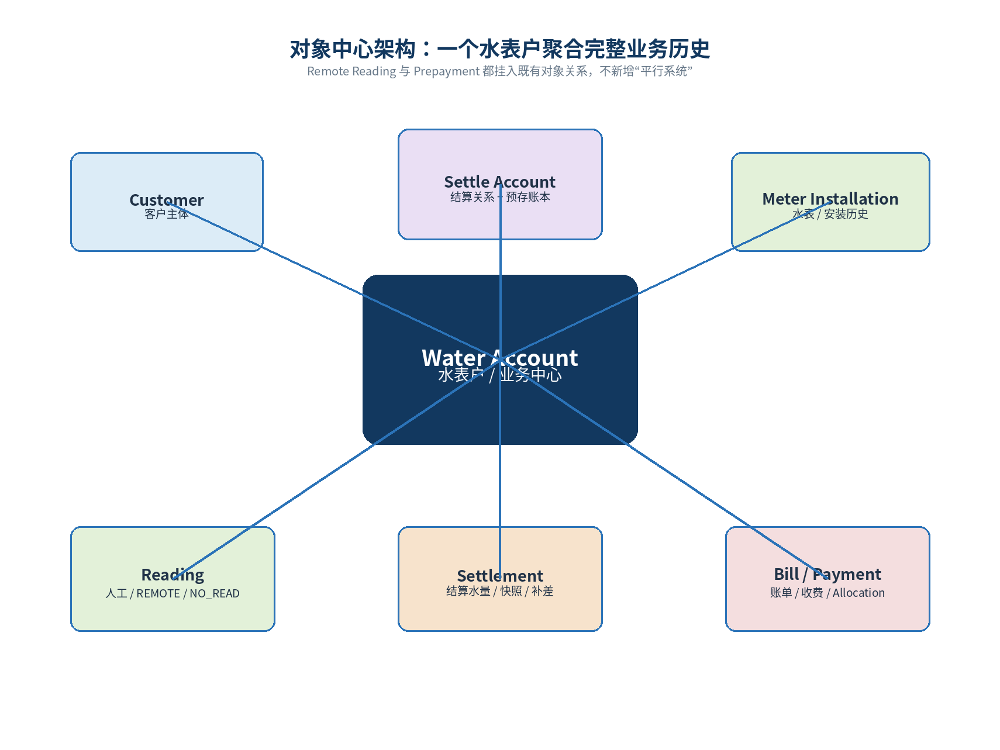 对象中心架构：一个水表户聚合完整业务历史
Remote Reading 与 Prepayment 都挂入既有对象关系，不新增“平行系统”
Customer
客户主体
Settle Account
结算关系 + 预存账本
Meter Installation
水表 / 安装历史
Water Account
水表户 / 业务中心
Reading
人工 / REMOTE / NO_READ
Settlement
结算水量 / 快照 / 补差
Bill / Payment
账单 / 收费 / Allocation